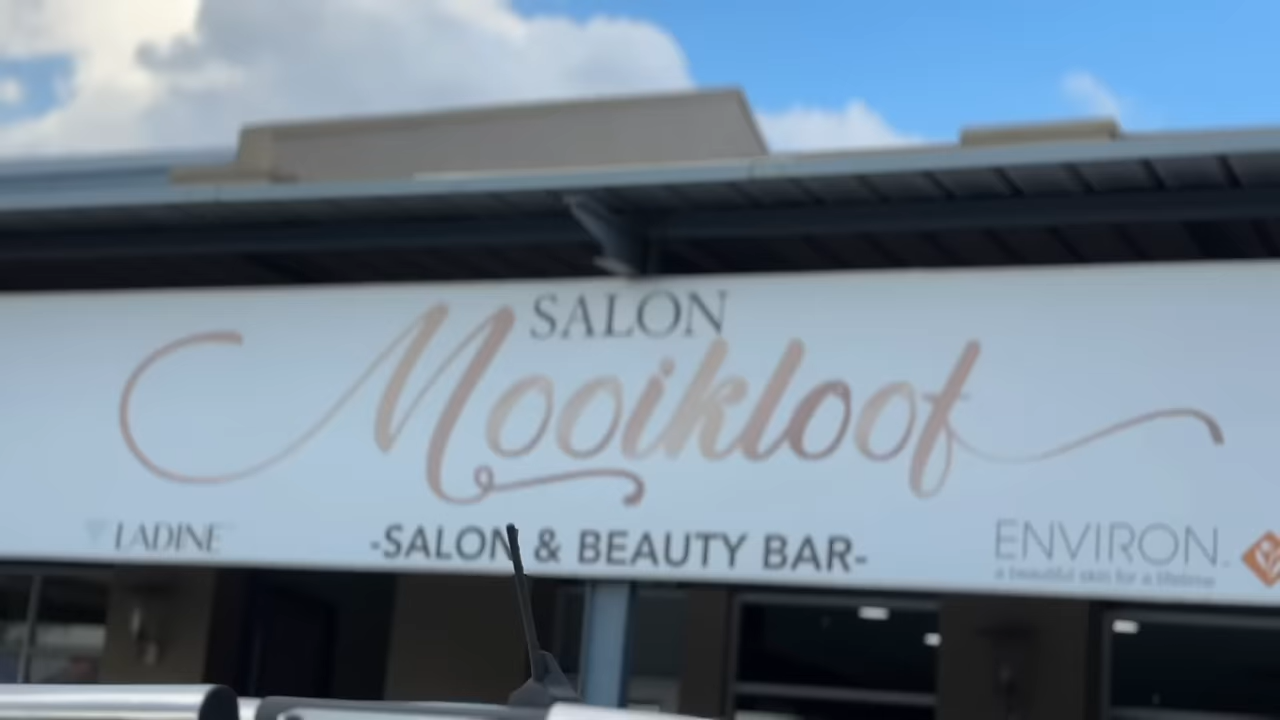 SALON
Mooikloof
LADINE
-SALON & BEAUTY BAR-
ENVIRON.
a beautiful skin for a lifetime